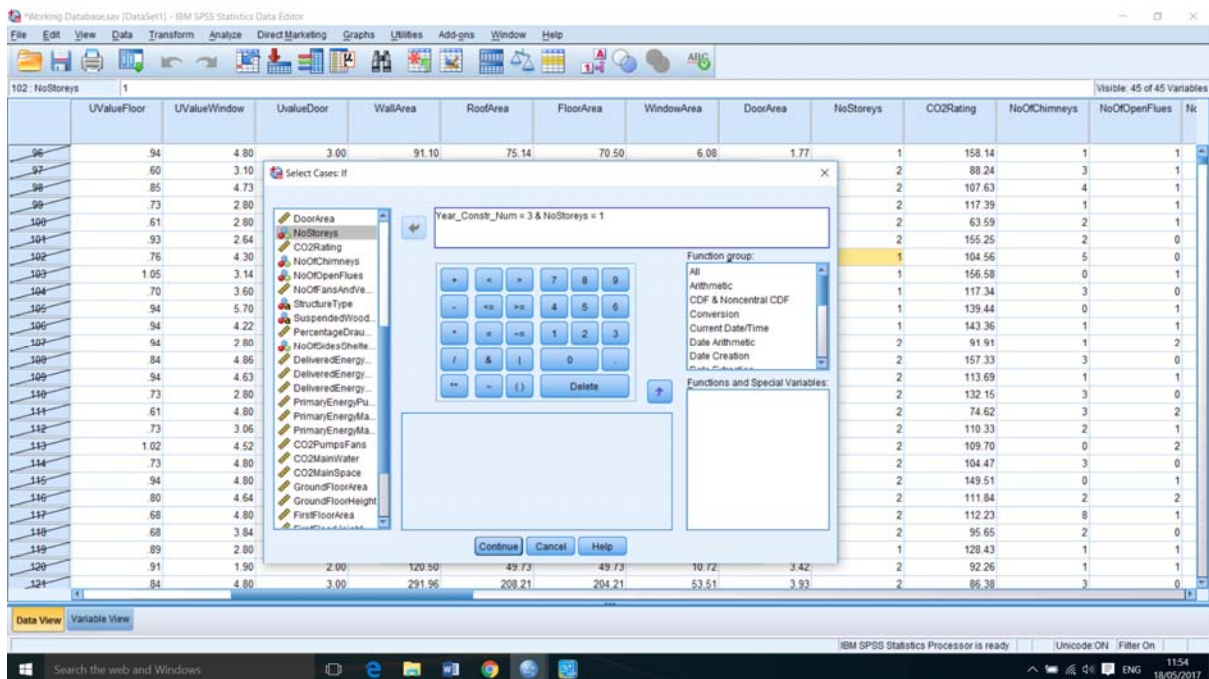 *Working Database.sav [DataSet1] - IBM SPSS Statistics Data Editor
File Edit View Data Transform Analyze Direct Marketing Graphs Utilities Add-ons Window Help
102 : NoStoreys 1 Visible: 45 of 45 Variables
UValueFloor UValueWindow UvalueDoor WallArea RoofArea FloorArea WindowArea DoorArea NoStoreys CO2Rating NoOfChimneys NoOfOpenFlues
96 .94 4.80 3.00 91.10 75.14 70.50 6.08 1.77 1 158.14 1 1
97 .60 3.10 2 88.24 3 1
98 .85 4.73 2 107.63 4 1
99 .73 2.80 2 117.39 1 1
100 .61 2.80 2 63.59 2 1
101 .93 2.64 2 155.25 2 0
102 .76 4.30 1 104.56 5 0
103 1.05 3.14 1 156.58 0 1
104 .70 3.60 1 117.34 3 0
105 .94 5.70 1 139.44 0 1
106 .94 4.22 1 143.36 1 1
107 .94 2.80 2 91.91 1 2
108 .84 4.86 2 157.33 3 0
109 .94 4.63 2 113.69 1 1
110 .73 2.80 2 132.15 3 0
111 .61 4.80 2 74.62 3 2
112 .73 3.06 2 110.33 2 1
113 1.02 4.52 2 109.70 0 2
114 .73 4.80 2 104.47 3 0
115 .94 4.80 2 149.51 0 1
116 .80 4.64 2 111.84 2 2
117 .68 4.80 2 112.23 8 1
118 .68 3.84 2 95.65 2 0
119 .89 2.80 1 128.43 1 1
120 .91 1.90 2.00 120.50 49.73 49.73 10.72 3.42 2 92.26 1 1
121 .84 4.80 3.00 291.96 208.21 204.21 53.51 3.93 2 86.38 3 0
Select Cases: If
DoorArea
NoStoreys
CO2Rating
NoOfChimneys
NoOfOpenFlues
NoOfFansAndVe...
StructureType
SuspendedWood...
PercentageDrau...
NoOfSidesShelte...
DeliveredEnergy...
DeliveredEnergy...
DeliveredEnergy...
PrimaryEnergyPu...
PrimaryEnergyMa...
PrimaryEnergyMa...
CO2PumpsFans
CO2MainWater
CO2MainSpace
GroundFloorArea
GroundFloorHeight
FirstFloorArea
Year_Constr_Num = 3 & NoStoreys = 1
+ < > 7 8 9
- <= >= 4 5 6
* = ~= 1 2 3
/ & | 0 .
** ~ ( ) Delete
Function group:
All
Arithmetic
CDF & Noncentral CDF
Conversion
Current Date/Time
Date Arithmetic
Date Creation
Functions and Special Variables:
Continue Cancel Help
Data View Variable View
IBM SPSS Statistics Processor is ready Unicode:ON Filter On
Search the web and Windows
ENG 11:54
18/05/2017